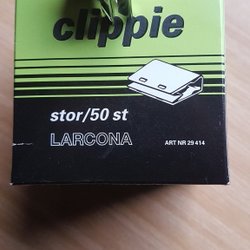 clippie
stor/50 st
LARCONA
ART NR 29 414